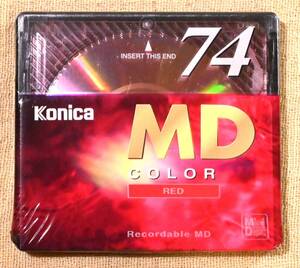 74
▲
INSERT THIS END
Konica
MD
COLOR
RED
Recordable MD